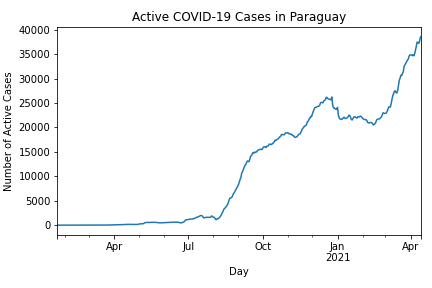 Active COVID-19 Cases in Paraguay
40000
35000
30000
25000
20000
15000
10000
5000
0
Number of Active Cases
Apr
Jul
Oct
Jan
2021
Apr
Day